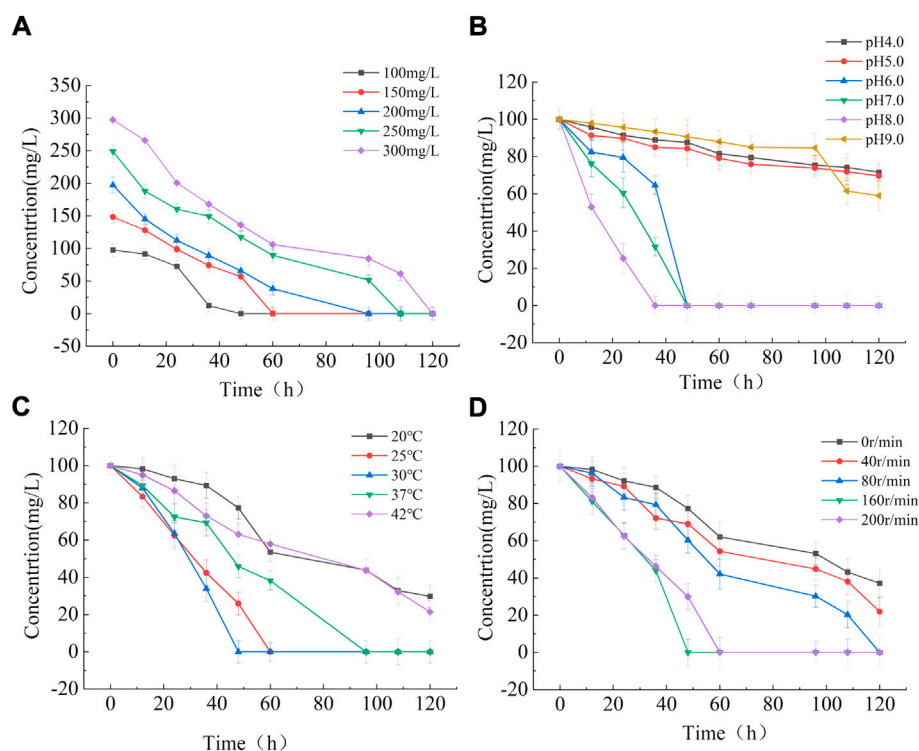 A
100mg/L
150mg/L
200mg/L
250mg/L
300mg/L
Concentrtion(mg/L)
350
300
250
200
150
100
50
0
-50
0 20 40 60 80 100 120
Time（h）
B
pH4.0
pH5.0
pH6.0
pH7.0
pH8.0
pH9.0
Concentrtion(mg/L)
120
100
80
60
40
20
0
-20
0 20 40 60 80 100 120
Time（h）
C
20℃
25℃
30℃
37℃
42℃
Concentrtion(mg/L)
120
100
80
60
40
20
0
-20
0 20 40 60 80 100 120
Time（h）
D
0r/min
40r/min
80r/min
160r/min
200r/min
Concentrtion(mg/L)
120
100
80
60
40
20
0
-20
0 20 40 60 80 100 120
Time（h）